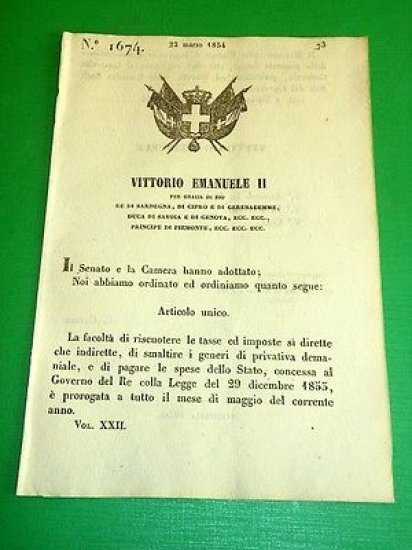 N.° 1674.
23 marzo 1854
73
VITTORIO EMANUELE II
PER GRAZIA DI DIO
RE DI SARDEGNA, DI CIPRO E DI GERUSALEMME,
DUCA DI SAVOIA E DI GENOVA, ECC. ECC.,
PRINCIPE DI PIEMONTE, ECC. ECC. ECC.
Il Senato e la Camera hanno adottato;
Noi abbiamo ordinato ed ordiniamo quanto segue:
Articolo unico.
La facoltà di riscuotere le tasse ed imposte sì dirette
che indirette, di smaltire i generi di privativa dema-
niale, e di pagare le spese dello Stato, concessa al
Governo del Re colla Legge del 29 dicembre 1853,
è prorogata a tutto il mese di maggio del corrente
anno.
VOL. XXII.